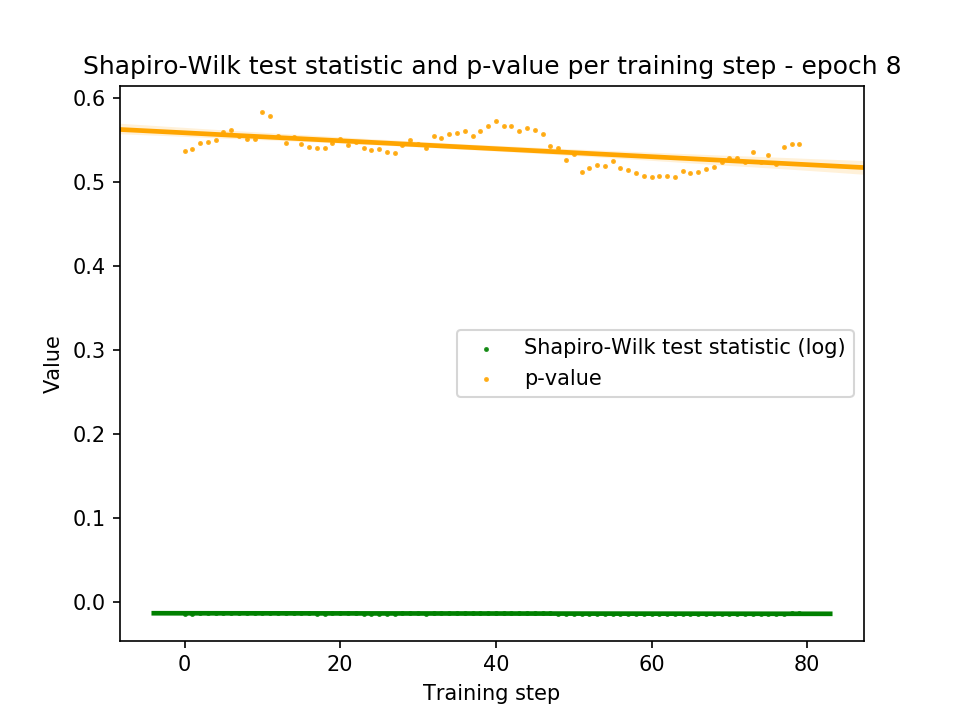 Shapiro-Wilk test statistic and p-value per training step - epoch 8
0.6
0.5
0.4
0.3
0.2
0.1
0.0
Value
Shapiro-Wilk test statistic (log)
p-value
0 20 40 60 80
Training step